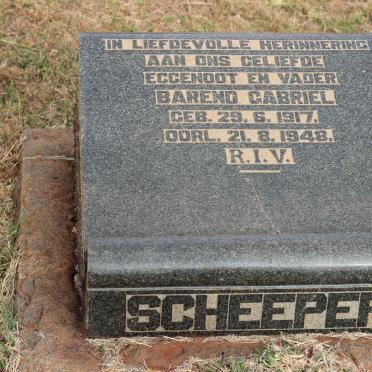 IN LIEFDEVOLLE HERINNERING
AAN ONS GELIEFDE
EGGENOOT EN VADER
BAREND GABRIEL
GEB. 29.6.1917.
OORL. 21.8.1948.
R.I.V.
SCHEEPER